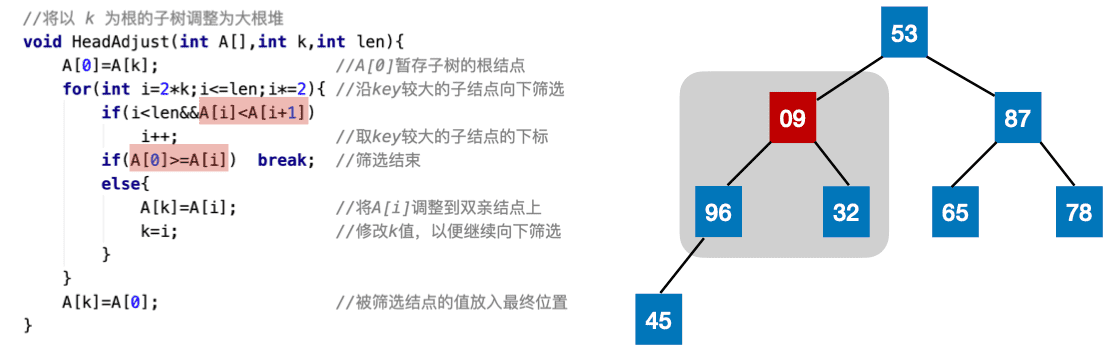 //将以 k 为根的子树调整为大根堆
void HeadAdjust(int A[],int k,int len){
A[0]=A[k]; //A[0]暂存子树的根结点
for(int i=2*k;i<=len;i*=2){ //沿key较大的子结点向下筛选
if(i<len&&A[i]<A[i+1])
i++; //取key较大的子结点的下标
if(A[0]>=A[i]) break; //筛选结束
else{
A[k]=A[i]; //将A[i]调整到双亲结点上
k=i; //修改k值，以便继续向下筛选
}
}
A[k]=A[0]; //被筛选结点的值放入最终位置
}
53
09
87
96
32
65
78
45